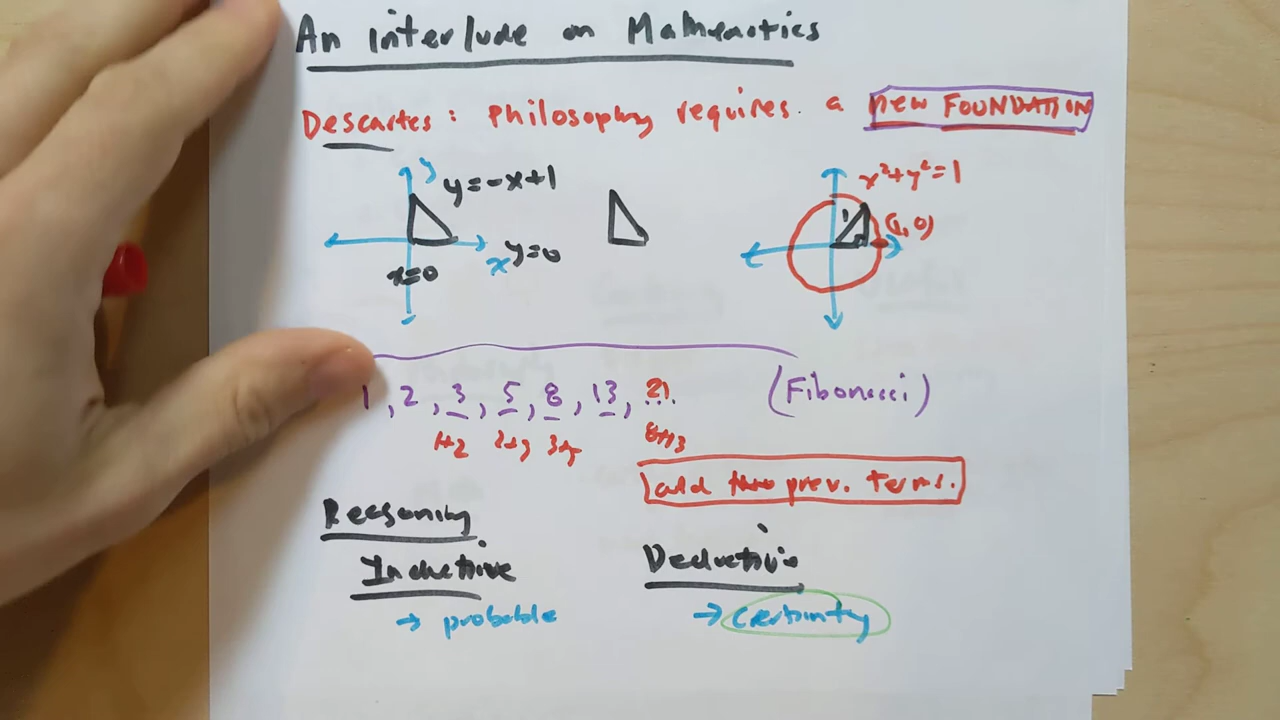 An interlude on Mathematics
Descartes: philosophy requires a new FOUNDATION
y
y=-x+1
x²+y²=1
1
(1,0)
x
y=0
x=0
1, 2, 3, 5, 8, 13, 21.
(Fibonacci)
1+2 2+3 3+5 8+13
add two prev. terms.
Reasoning
Inductive
Deductive
→ probable
→ certainty